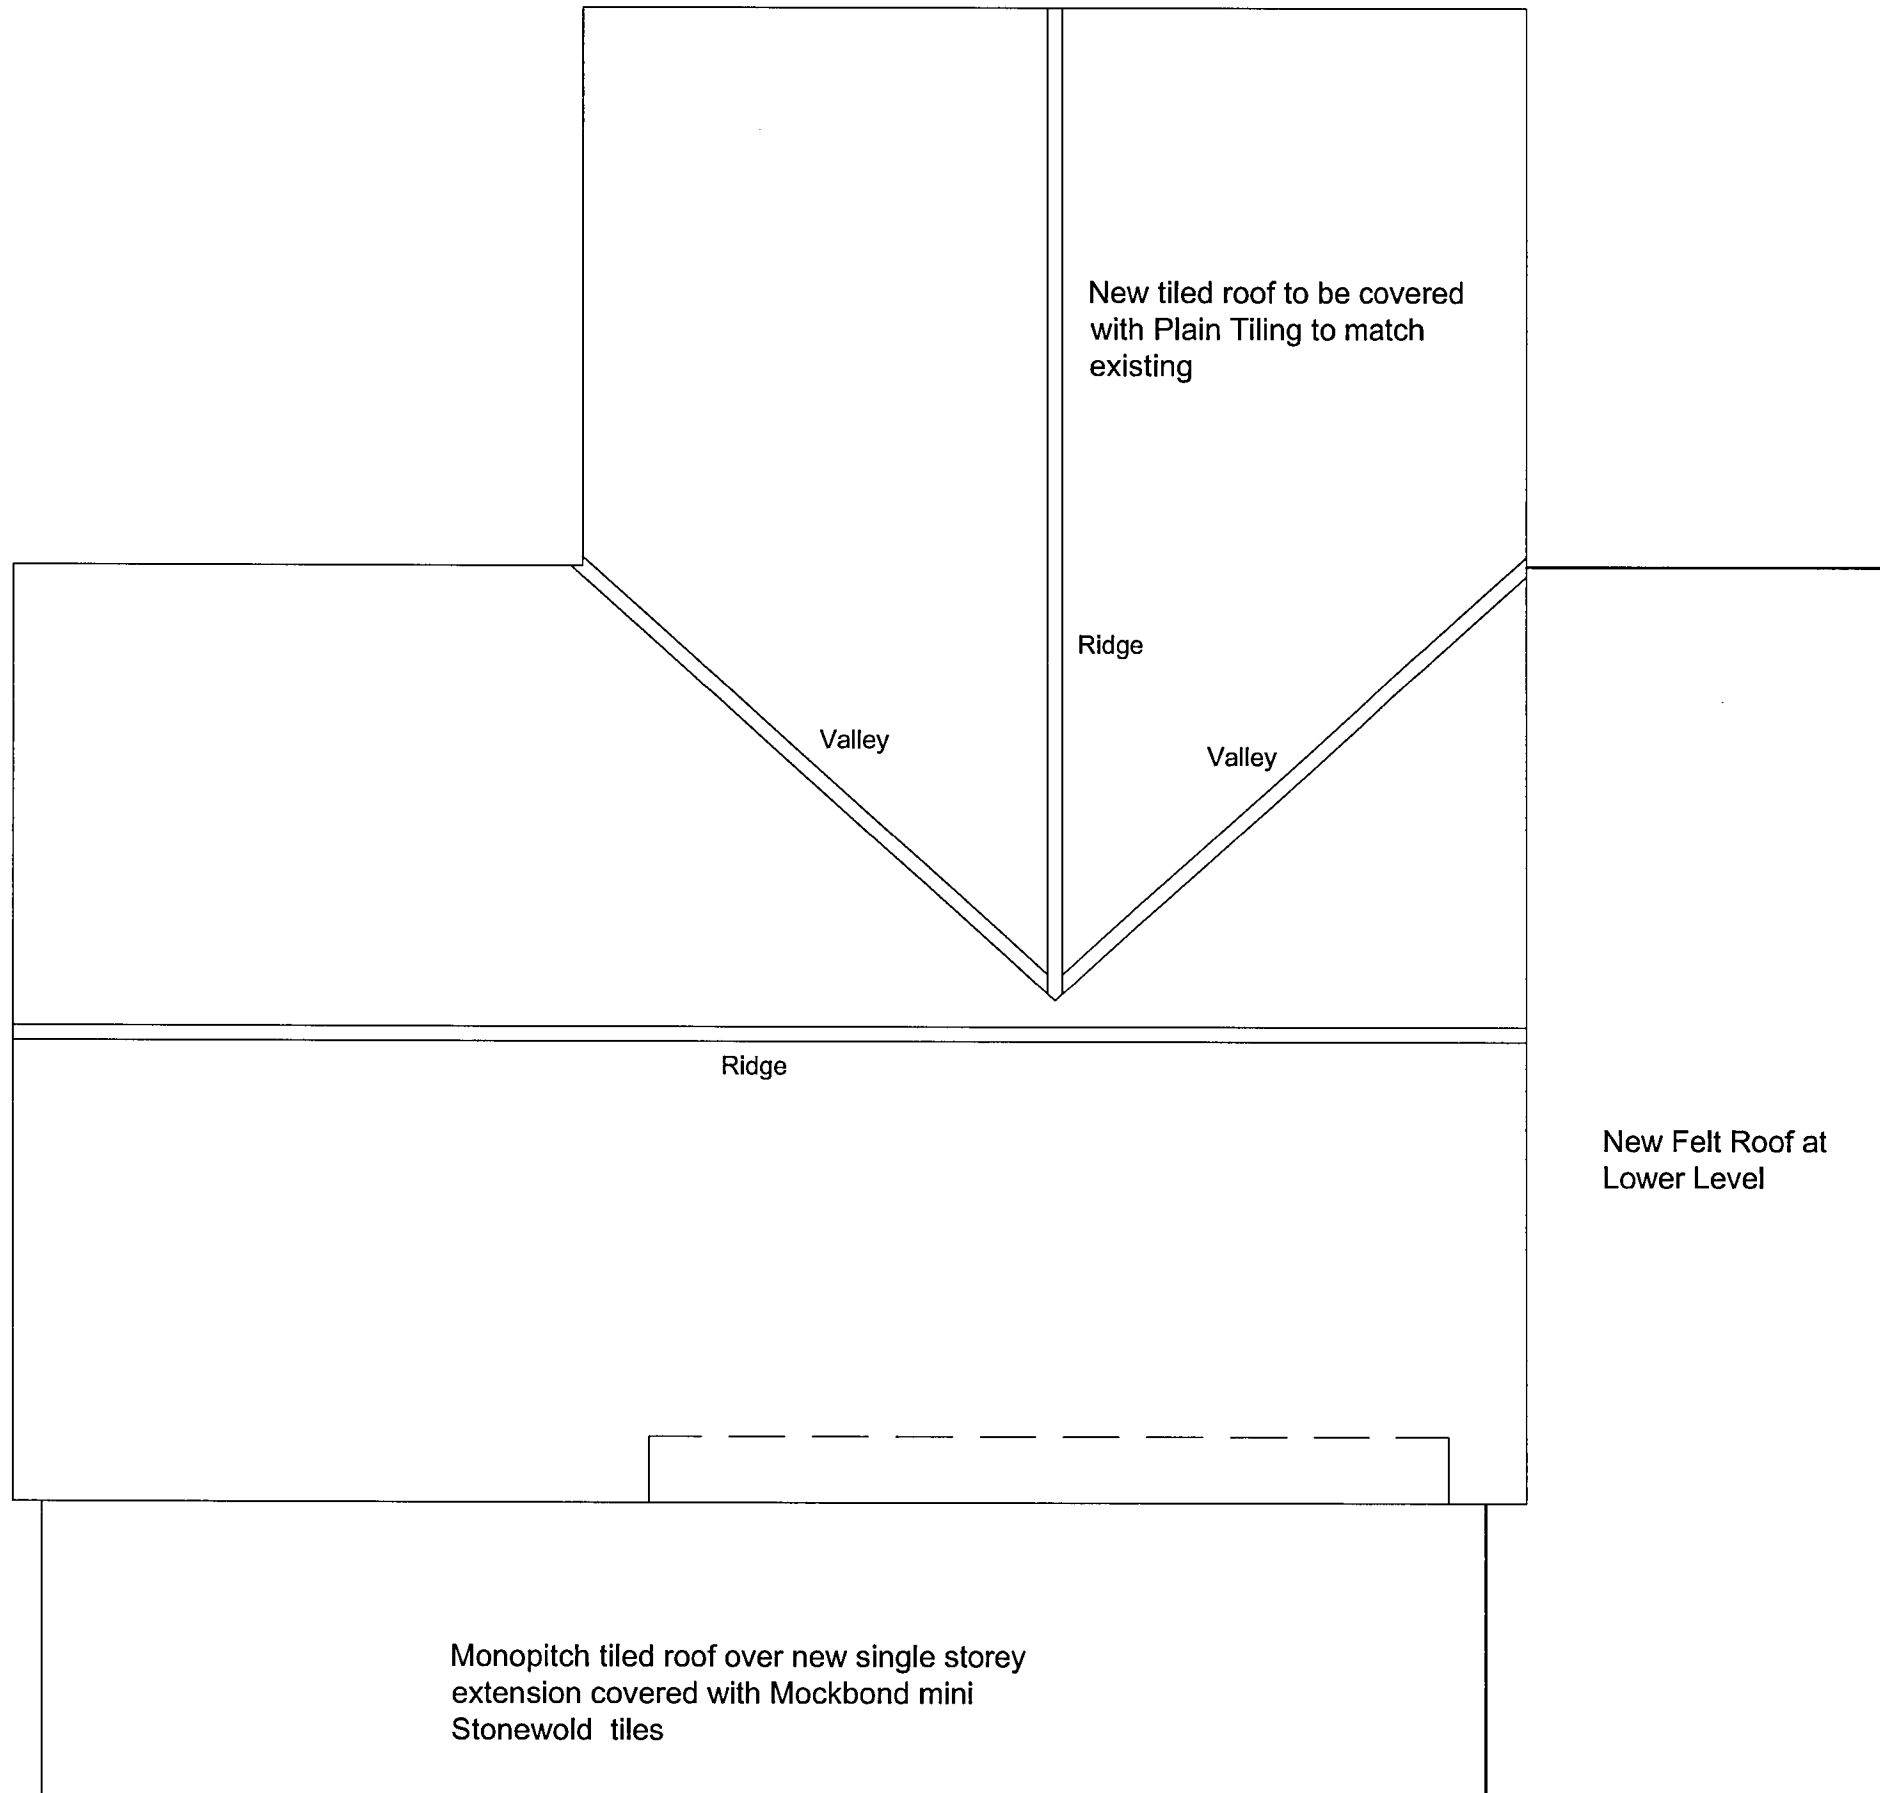 New tiled roof to be covered
with Plain Tiling to match
existing
Ridge
Valley
Valley
Ridge
New Felt Roof at
Lower Level
Monopitch tiled roof over new single storey
extension covered with Mockbond mini
Stonewold tiles